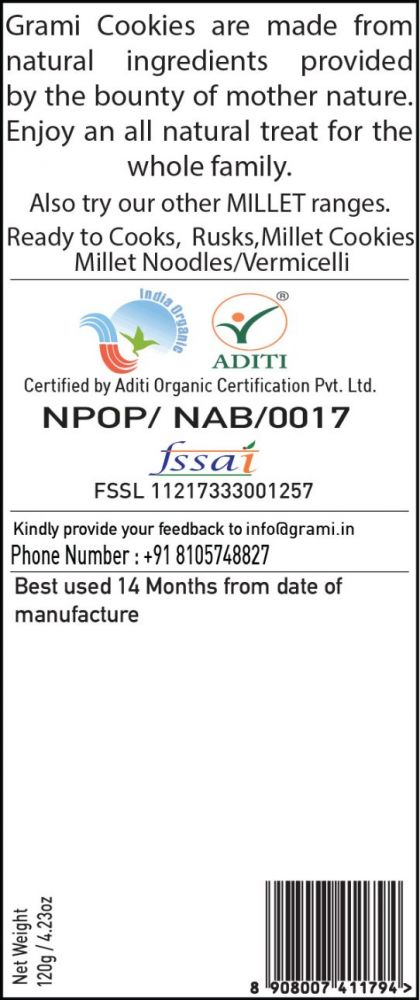 Grami Cookies are made from
natural ingredients provided
by the bounty of mother nature.
Enjoy an all natural treat for the
whole family.
Also try our other MILLET ranges.
Ready to Cooks, Rusks,Millet Cookies
Millet Noodles/Vermicelli
India Organic
®
ADITI
Certified by Aditi Organic Certification Pvt. Ltd.
NPOP/ NAB/0017
fssai
FSSL 11217333001257
Kindly provide your feedback to info@grami.in
Phone Number : +91 8105748827
Best used 14 Months from date of
manufacture
Net Weight
120g / 4.23oz
8 908007 411794 >